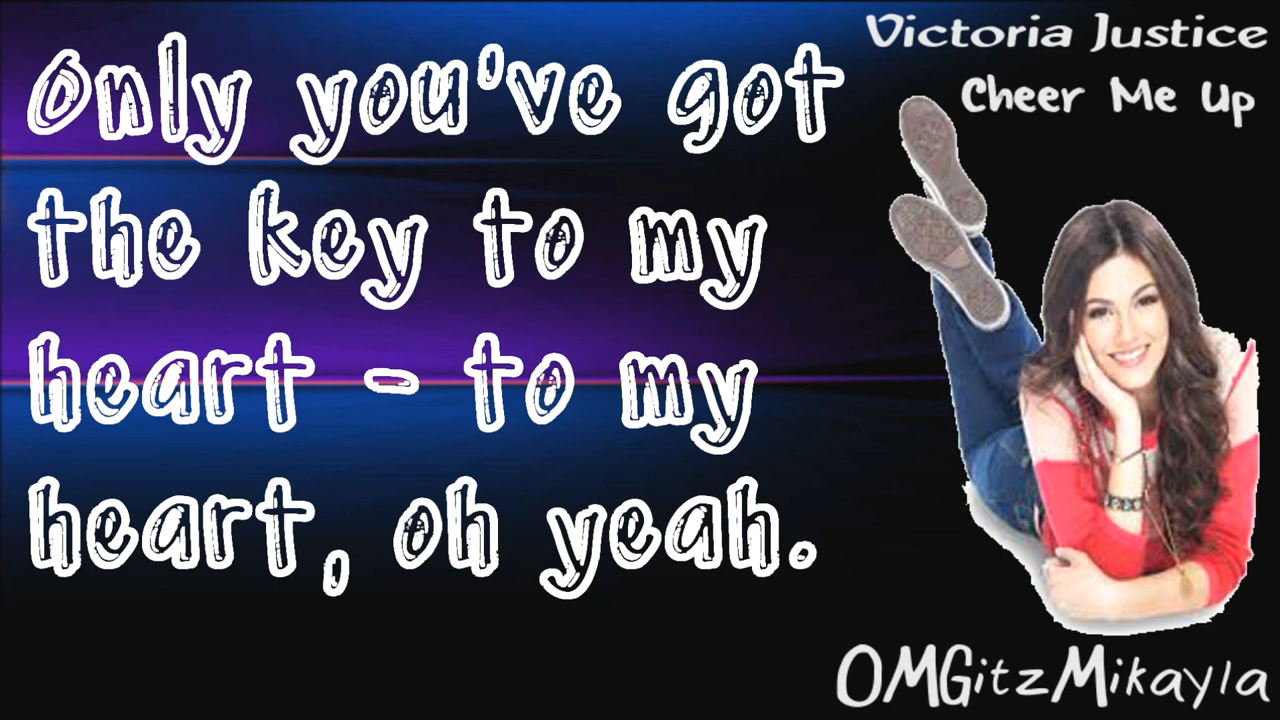 Victoria Justice
Cheer Me Up
Only you've got
the key to my
heart - to my
heart, oh yeah.
OMGitzMikayla